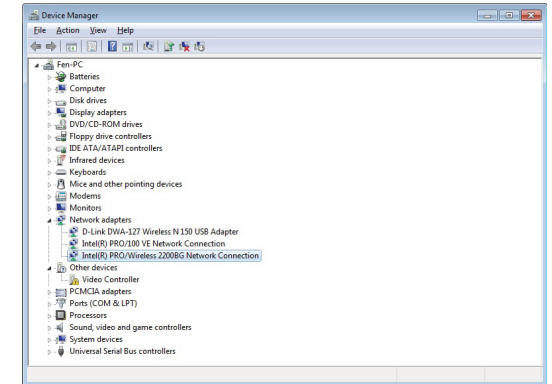 Device Manager
File Action View Help
Fen-PC
Batteries
Computer
Disk drives
Display adapters
DVD/CD-ROM drives
Floppy drive controllers
IDE ATA/ATAPI controllers
Infrared devices
Keyboards
Mice and other pointing devices
Modems
Monitors
Network adapters
D-Link DWA-127 Wireless N 150 USB Adapter
Intel(R) PRO/100 VE Network Connection
Intel(R) PRO/Wireless 2200BG Network Connection
Other devices
Video Controller
PCMCIA adapters
Ports (COM & LPT)
Processors
Sound, video and game controllers
System devices
Universal Serial Bus controllers